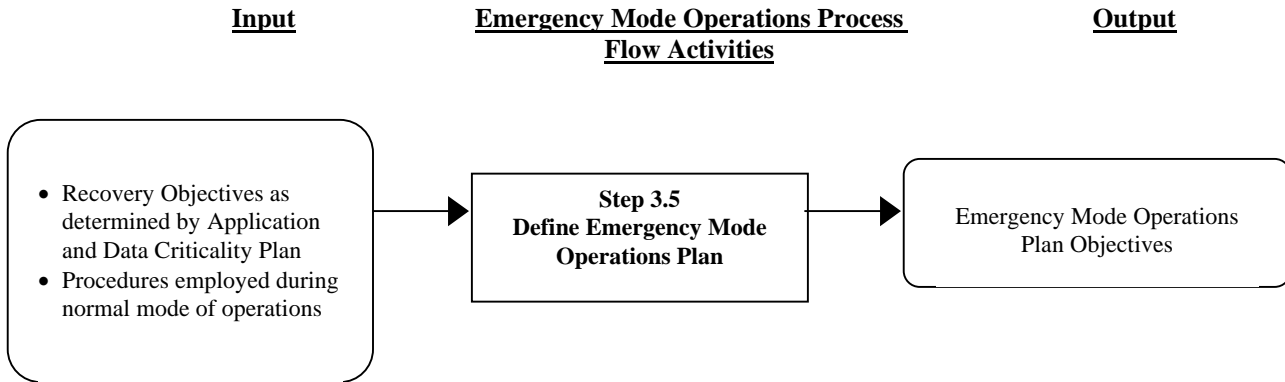 Input
Emergency Mode Operations Process
Flow Activities
Output
• Recovery Objectives as
determined by Application
and Data Criticality Plan
• Procedures employed during
normal mode of operations
Step 3.5
Define Emergency Mode
Operations Plan
Emergency Mode Operations
Plan Objectives